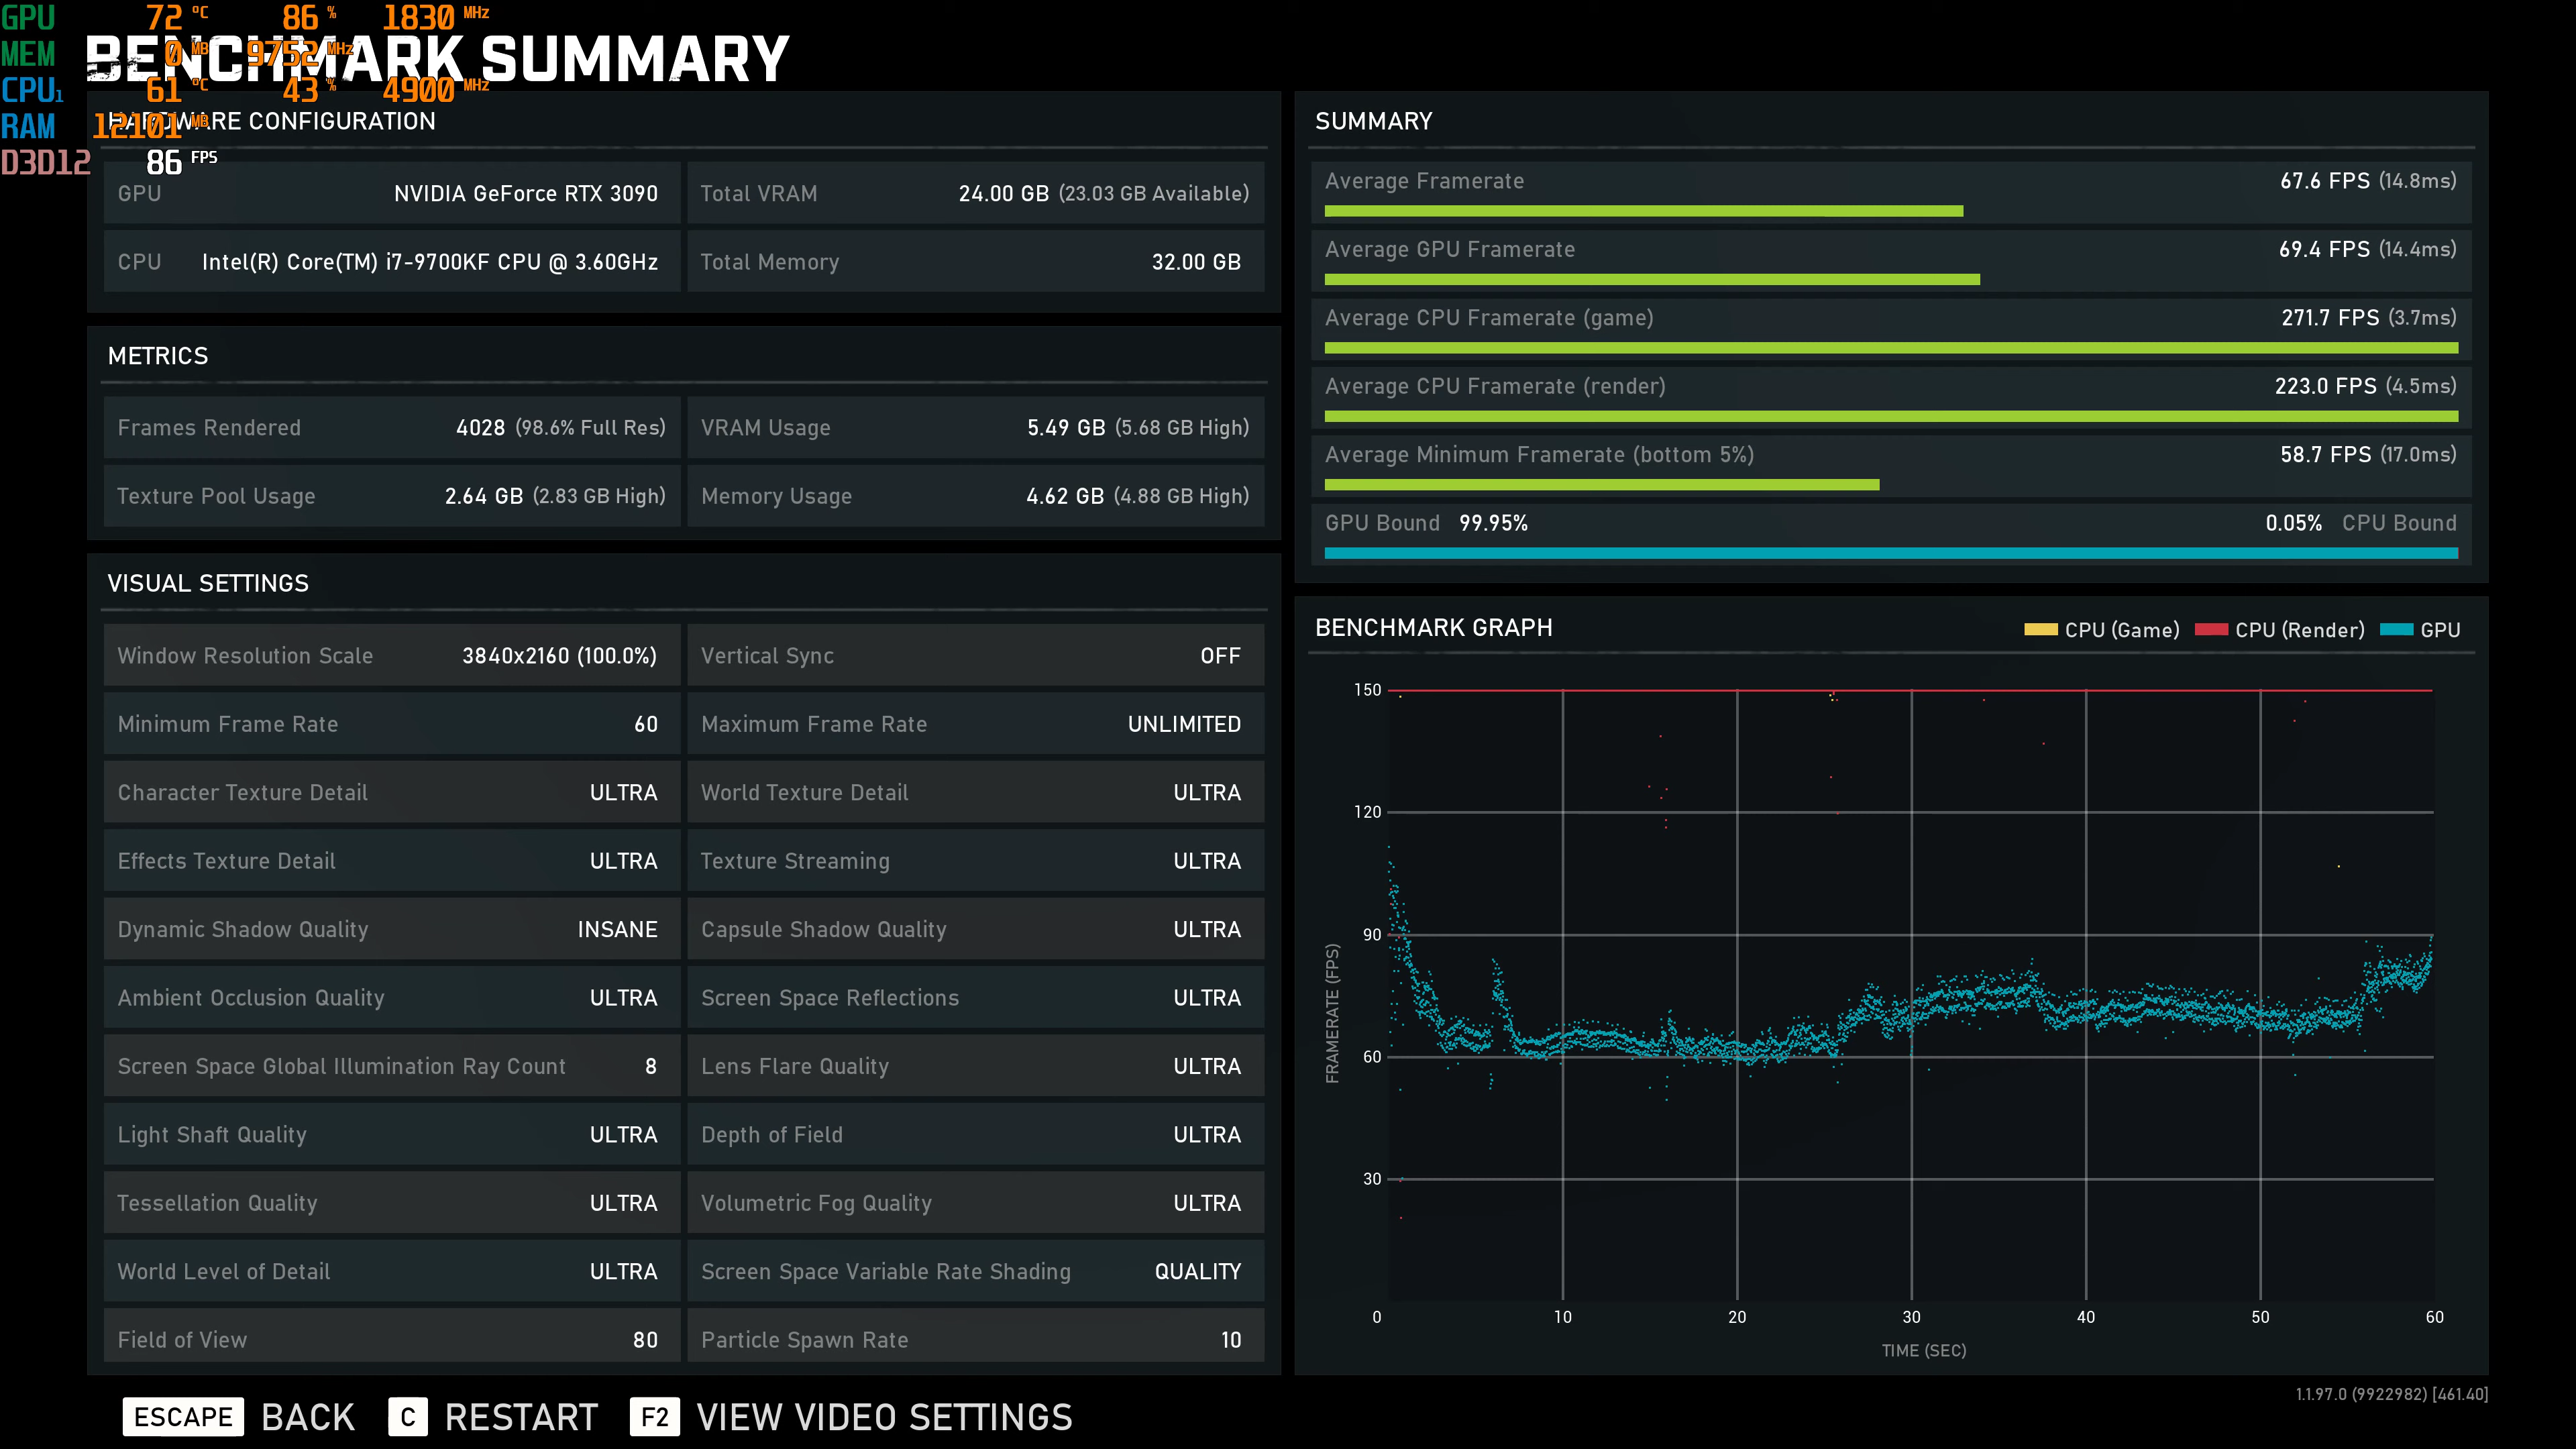 GPU 72 °C 86 % 1830 MHz
MEM 0 MB 9752 MHz
BENCHMARK SUMMARY
CPU1 61 °C 43 % 4900 MHz
RAM 12101 MB
D3D12 86 FPS
HARDWARE CONFIGURATION
GPU NVIDIA GeForce RTX 3090
Total VRAM 24.00 GB (23.03 GB Available)
CPU Intel(R) Core(TM) i7-9700KF CPU @ 3.60GHz
Total Memory 32.00 GB
METRICS
Frames Rendered 4028 (98.6% Full Res)
VRAM Usage 5.49 GB (5.68 GB High)
Texture Pool Usage 2.64 GB (2.83 GB High)
Memory Usage 4.62 GB (4.88 GB High)
VISUAL SETTINGS
Window Resolution Scale 3840x2160 (100.0%)
Vertical Sync OFF
Minimum Frame Rate 60
Maximum Frame Rate UNLIMITED
Character Texture Detail ULTRA
World Texture Detail ULTRA
Effects Texture Detail ULTRA
Texture Streaming ULTRA
Dynamic Shadow Quality INSANE
Capsule Shadow Quality ULTRA
Ambient Occlusion Quality ULTRA
Screen Space Reflections ULTRA
Screen Space Global Illumination Ray Count 8
Lens Flare Quality ULTRA
Light Shaft Quality ULTRA
Depth of Field ULTRA
Tessellation Quality ULTRA
Volumetric Fog Quality ULTRA
World Level of Detail ULTRA
Screen Space Variable Rate Shading QUALITY
Field of View 80
Particle Spawn Rate 10
SUMMARY
Average Framerate 67.6 FPS (14.8ms)
Average GPU Framerate 69.4 FPS (14.4ms)
Average CPU Framerate (game) 271.7 FPS (3.7ms)
Average CPU Framerate (render) 223.0 FPS (4.5ms)
Average Minimum Framerate (bottom 5%) 58.7 FPS (17.0ms)
GPU Bound 99.95% 0.05% CPU Bound
BENCHMARK GRAPH
CPU (Game) CPU (Render) GPU
150
120
90
60
30
FRAMERATE (FPS)
0 10 20 30 40 50 60
TIME (SEC)
1.1.97.0 (9922982) [461.40]
ESCAPE BACK C RESTART F2 VIEW VIDEO SETTINGS